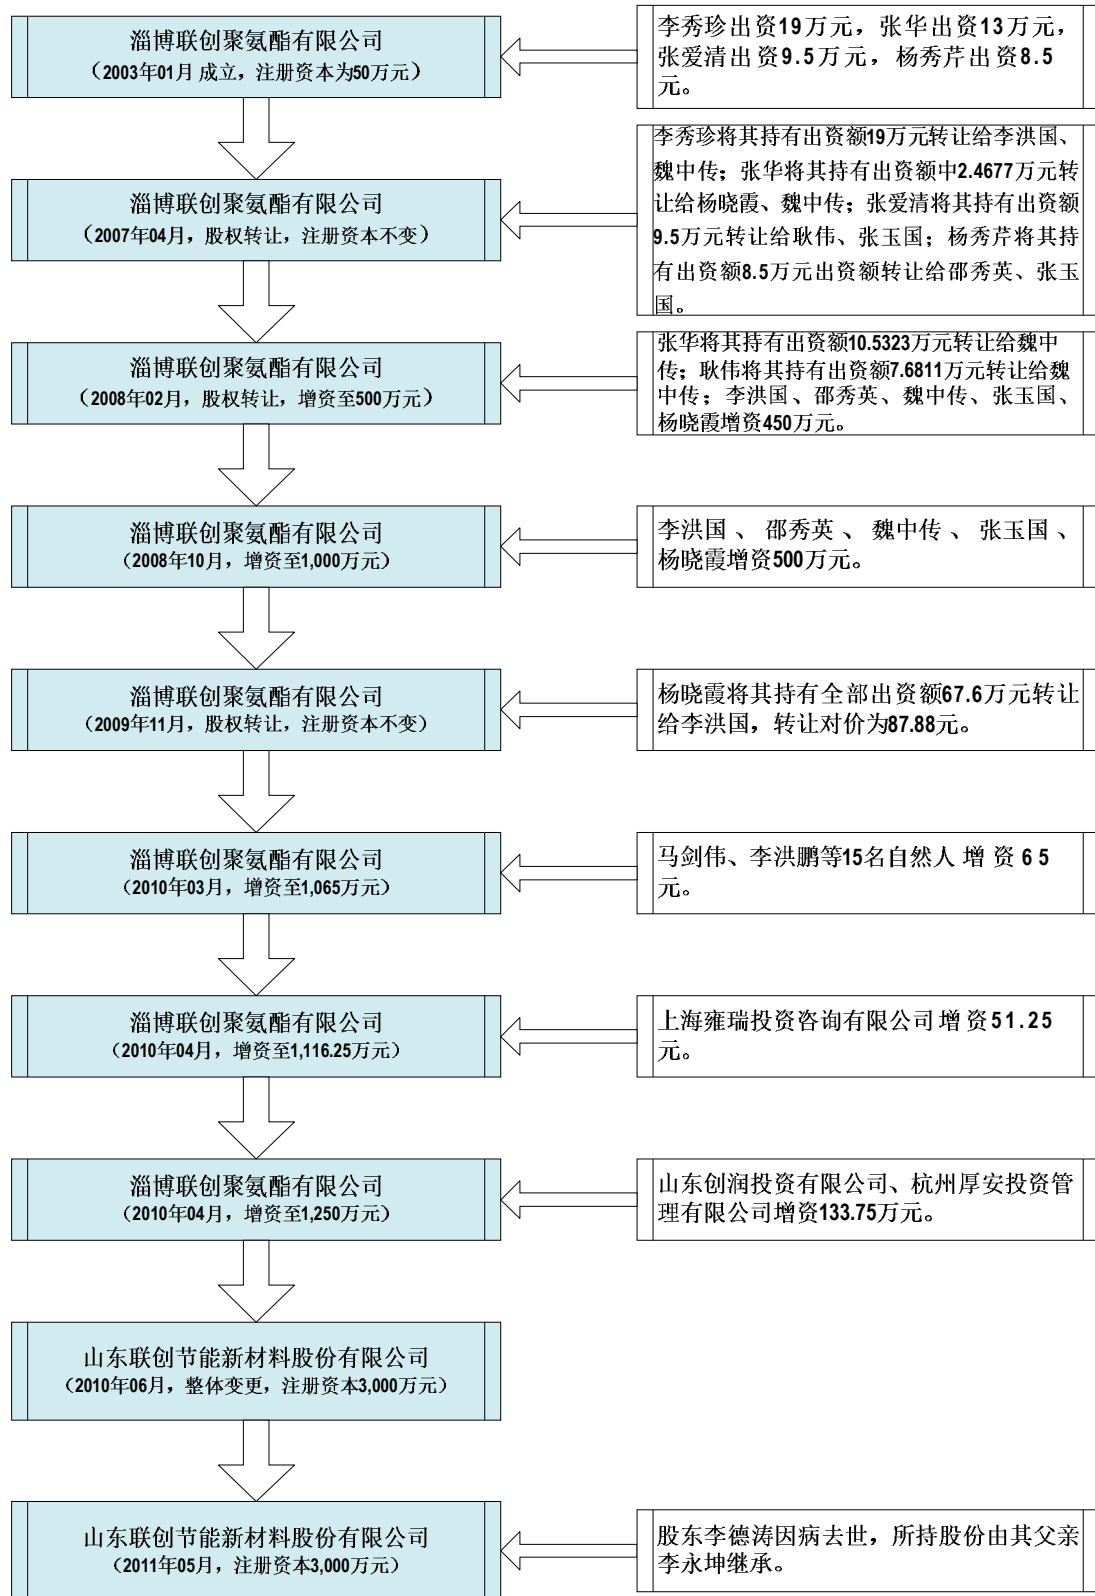 淄博联创聚氨酯有限公司
（2003年01月 成立，注册资本为50万元）
李秀珍出资19万元，张华出资13万元，
张爱清出资9.5万元，杨秀芹出资8.5
元。
淄博联创聚氨酯有限公司
（2007年04月，股权转让，注册资本不变）
李秀珍将其持有出资额19万元转让给李洪国、
魏中传；张华将其持有出资额中2.4677万元转
让给杨晓霞、魏中传；张爱清将其持有出资额
9.5万元转让给耿伟、张玉国；杨秀芹将其持
有出资额8.5万元出资额转让给邵秀英、张玉
国。
淄博联创聚氨酯有限公司
（2008年02月，股权转让，增资至500万元）
张华将其持有出资额10.5323万元转让给魏中
传；耿伟将其持有出资额7.6811万元转让给魏
中传；李洪国、邵秀英、魏中传、张玉国、
杨晓霞增资450万元。
淄博联创聚氨酯有限公司
（2008年10月，增资至1,000万元）
李洪国 、 邵秀英 、 魏中传 、 张玉国 、
杨晓霞增资500万元。
淄博联创聚氨酯有限公司
（2009年11月，股权转让，注册资本不变）
杨晓霞将其持有全部出资额67.6万元转让
给李洪国，转让对价为87.88元。
淄博联创聚氨酯有限公司
（2010年03月，增资至1,065万元）
马剑伟、李洪鹏等15名自然人 增 资 6 5
元。
淄博联创聚氨酯有限公司
（2010年04月，增资至1,116.25万元）
上海雍瑞投资咨询有限公司增资51.25
元。
淄博联创聚氨酯有限公司
（2010年04月，增资至1,250万元）
山东创润投资有限公司、杭州厚安投资管
理有限公司增资133.75万元。
山东联创节能新材料股份有限公司
（2010年06月，整体变更，注册资本3,000万元）
山东联创节能新材料股份有限公司
（2011年05月，注册资本3,000万元）
股东李德涛因病去世，所持股份由其父亲
李永坤继承。